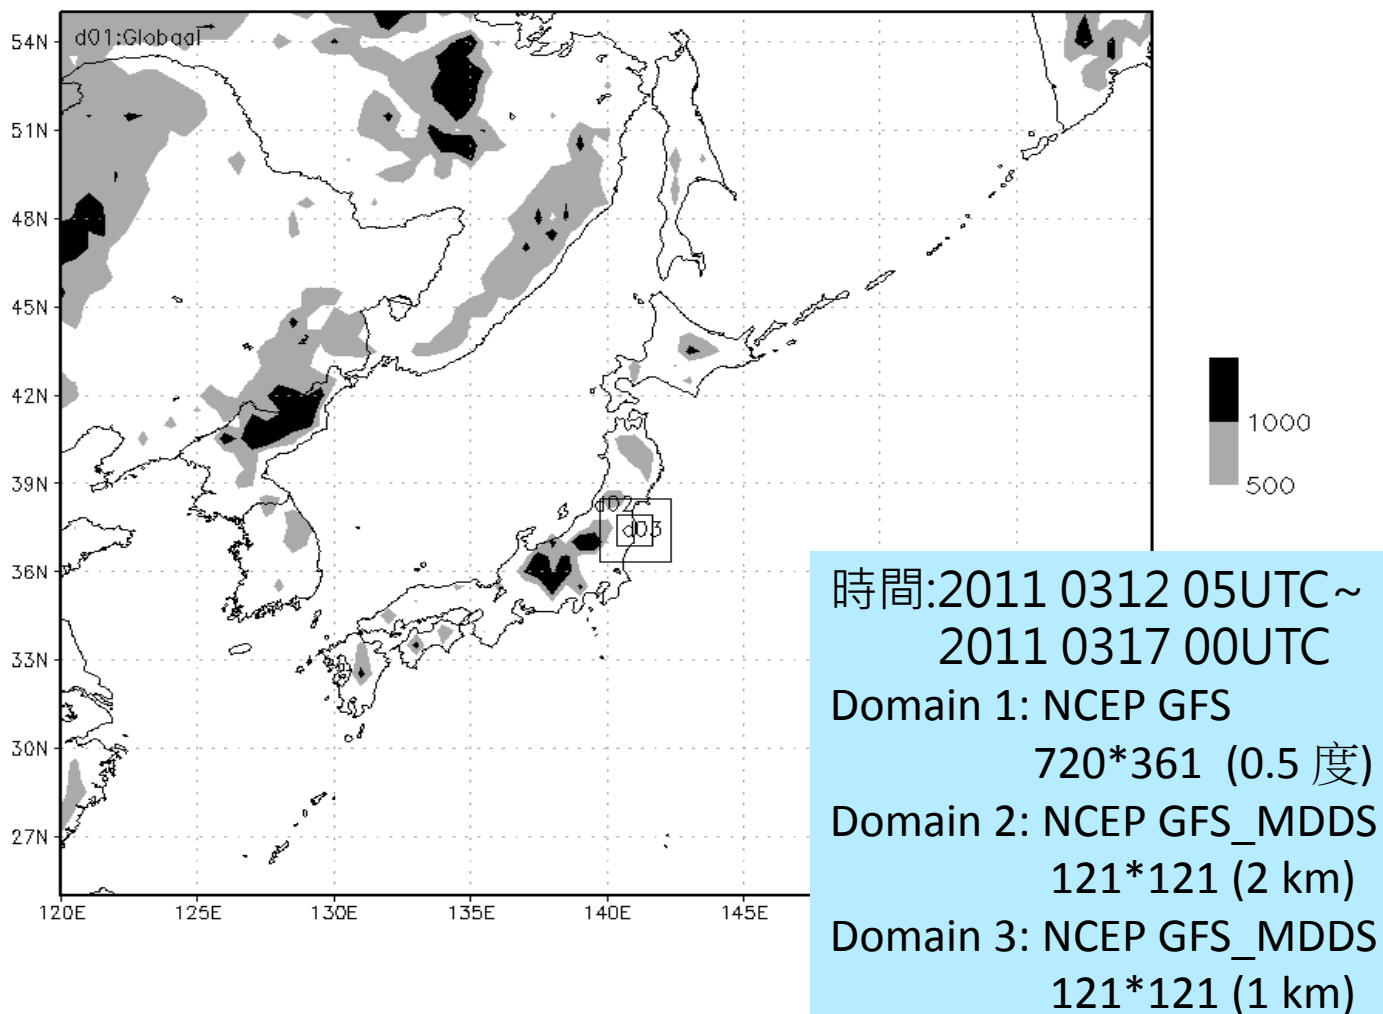 d01:Globaal
54N
51N
48N
45N
42N
39N
36N
33N
30N
27N
120E
125E
130E
135E
140E
145E
d02
d03
1000
500
時間:2011 0312 05UTC~
2011 0317 00UTC
Domain 1: NCEP GFS
720*361 (0.5 度)
Domain 2: NCEP GFS_MDDS
121*121 (2 km)
Domain 3: NCEP GFS_MDDS
121*121 (1 km)